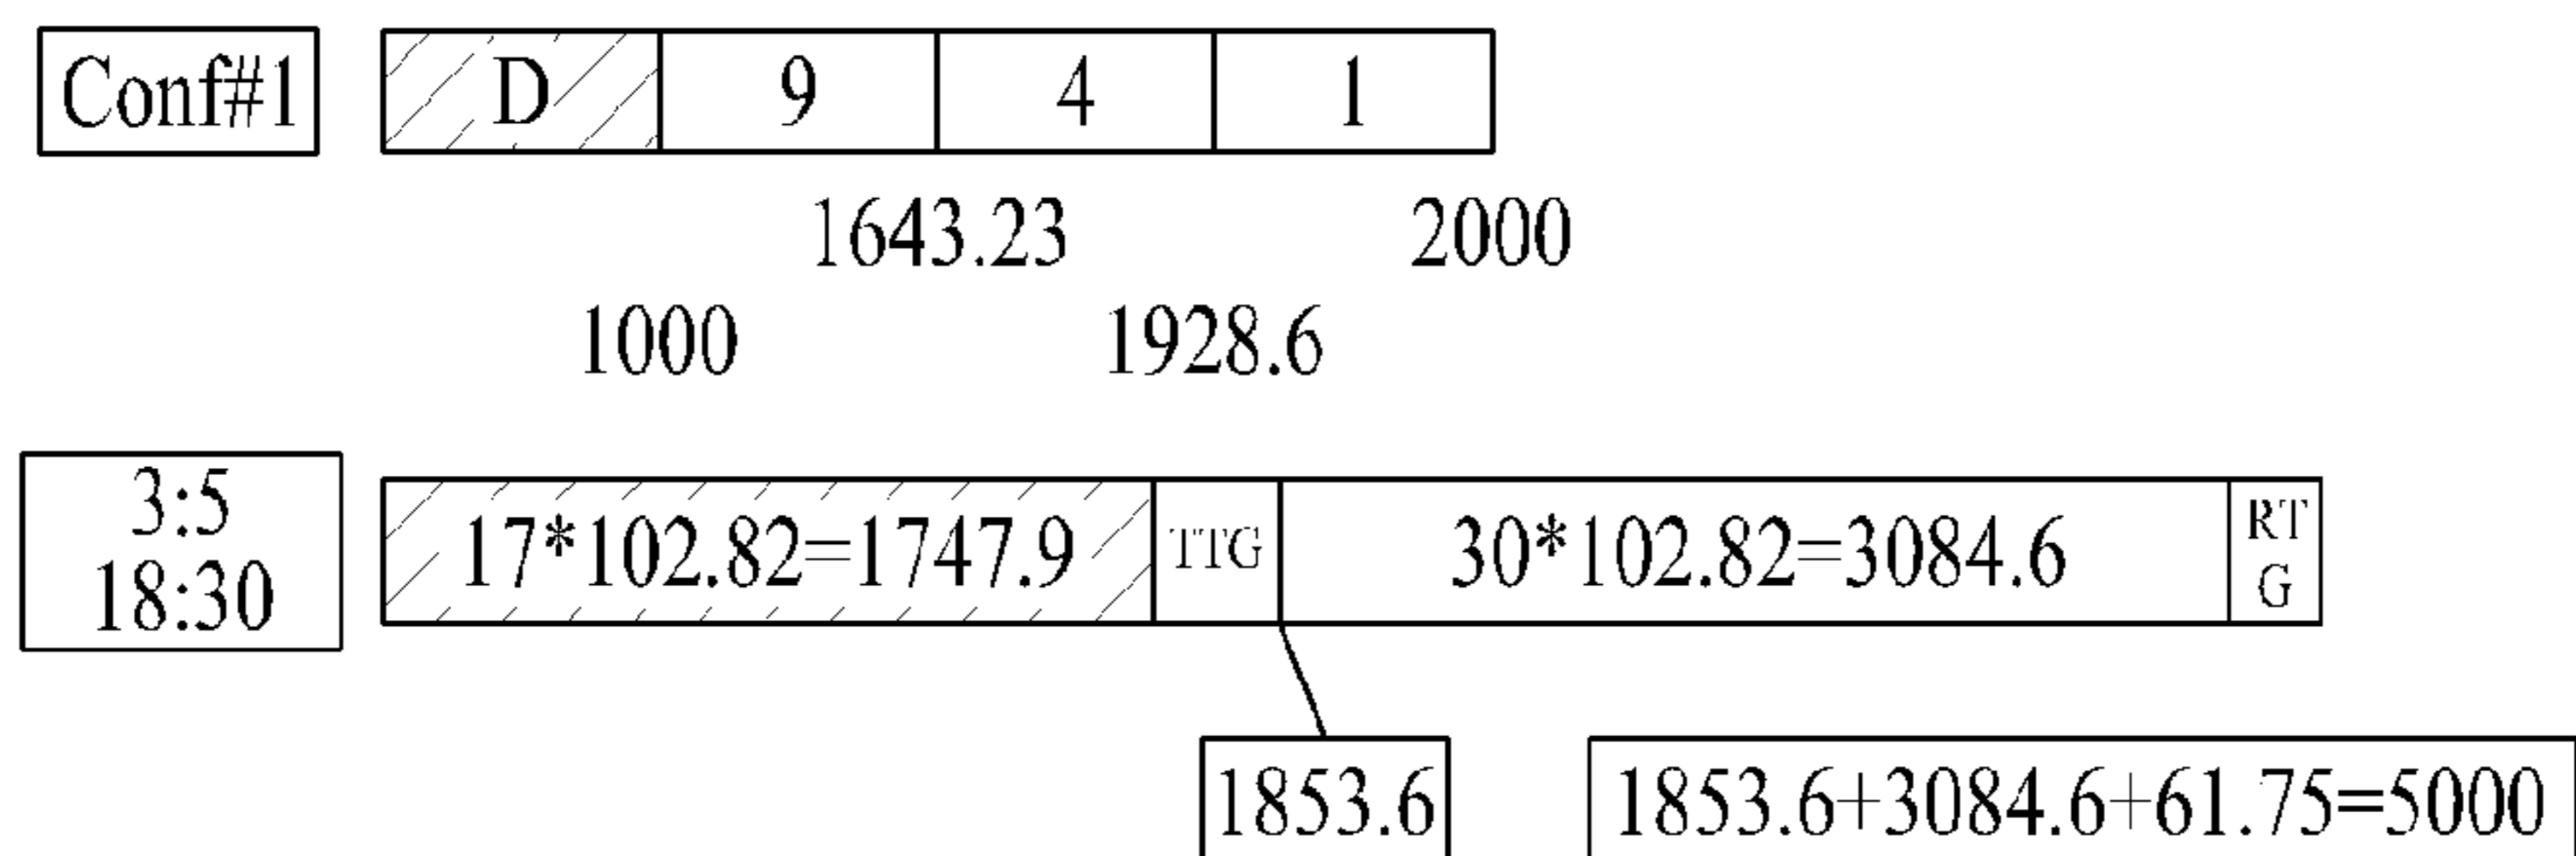 Conf#1 D 9 4 1
1643.23 2000
1000 1928.6
3:5
18:30
17*102.82=1747.9 TTG 30*102.82=3084.6
RT
G
1853.6 1853.6+3084.6+61.75=5000